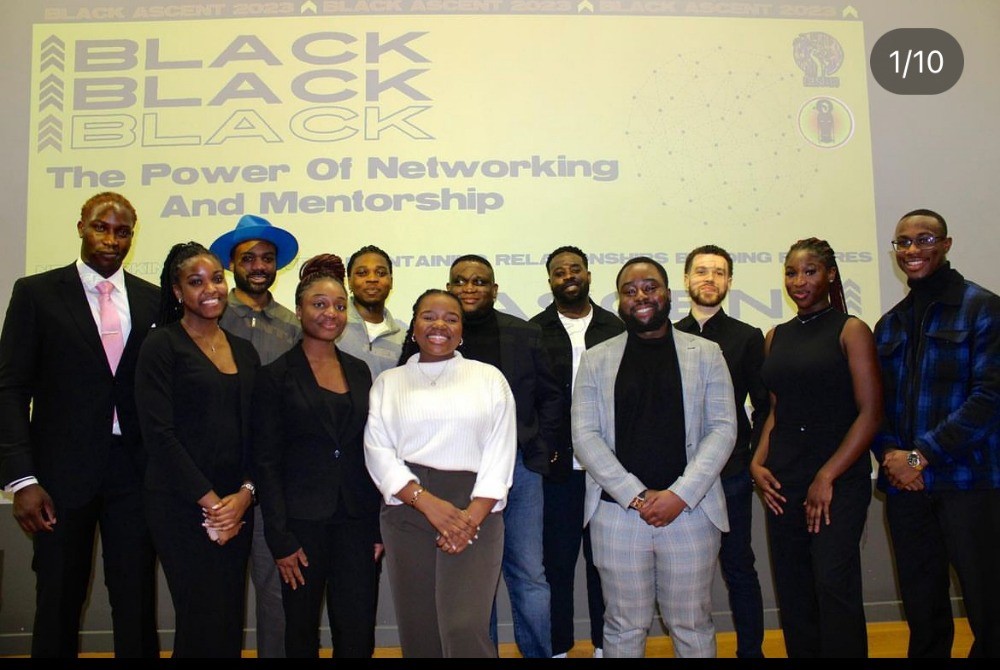 BLACK ASCENT 2023 BLACK ASCENT 2023 BLACK ASCENT 2023
1/10
BLACK
BLACK
BLACK
The Power Of Networking
And Mentorship
RELATIONSHIPS